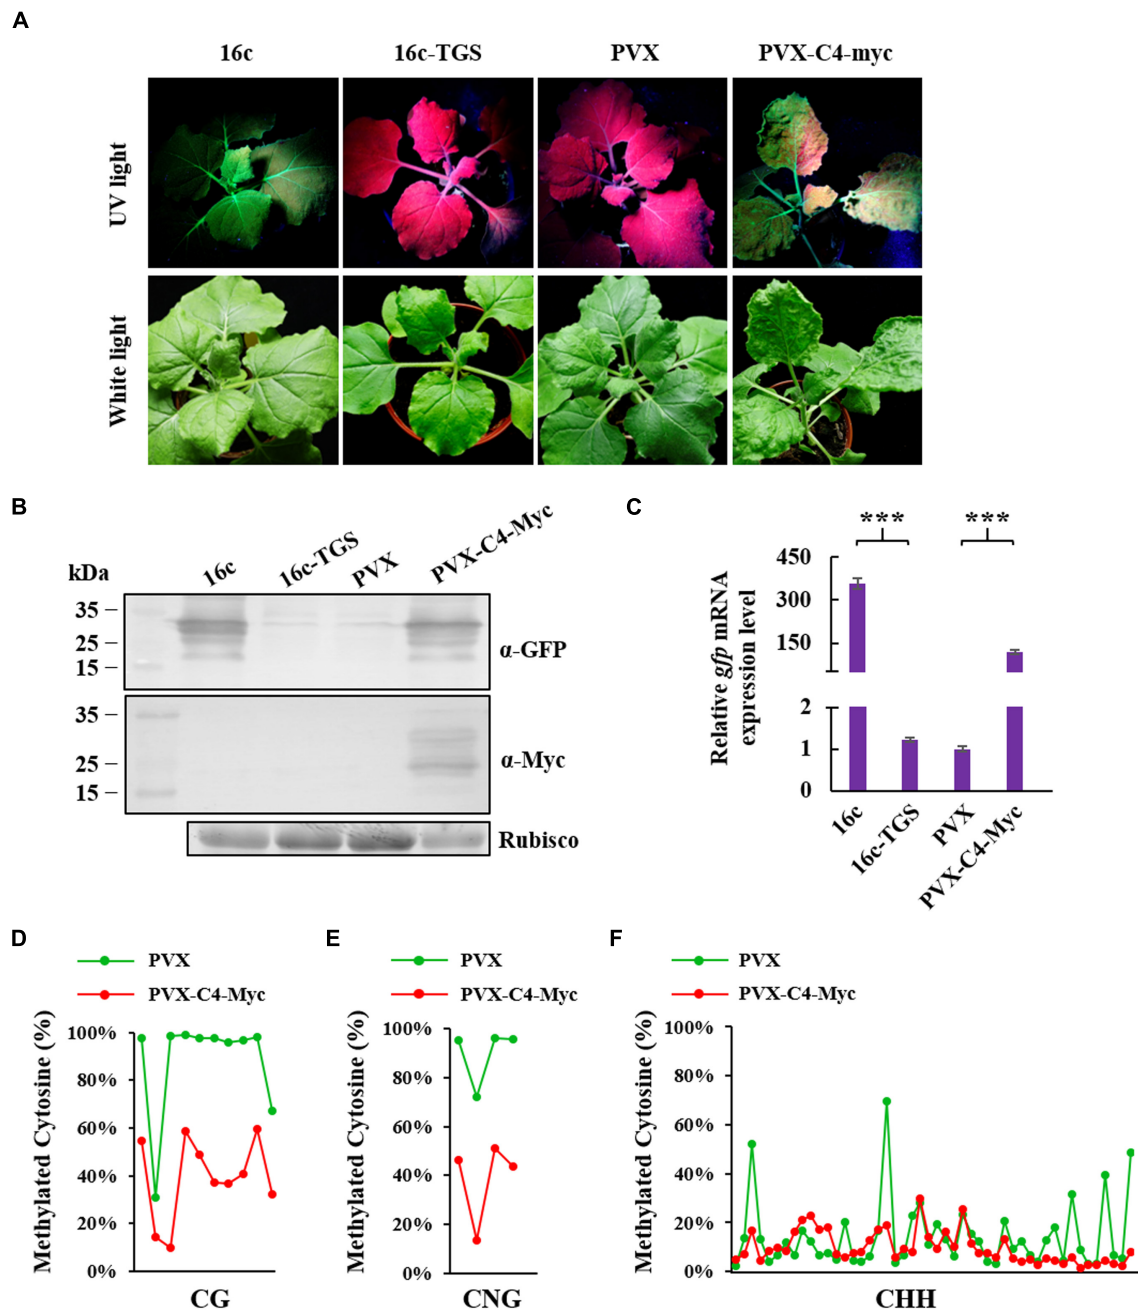 A
16c
16c-TGS
PVX
PVX-C4-myc
UV light
White light
B
16c
16c-TGS
PVX
PVX-C4-Myc
kDa
35
25
15
α-GFP
35
25
15
α-Myc
Rubisco
C
***
***
Relative gfp mRNA
expression level
450
300
150
2
1
0
16c
16c-TGS
PVX
PVX-C4-Myc
D
PVX
PVX-C4-Myc
Methylated Cytosine (%)
100%
80%
60%
40%
20%
0%
CG
E
PVX
PVX-C4-Myc
Methylated Cytosine (%)
100%
80%
60%
40%
20%
0%
CNG
F
PVX
PVX-C4-Myc
Methylated Cytosine (%)
100%
80%
60%
40%
20%
0%
CHH